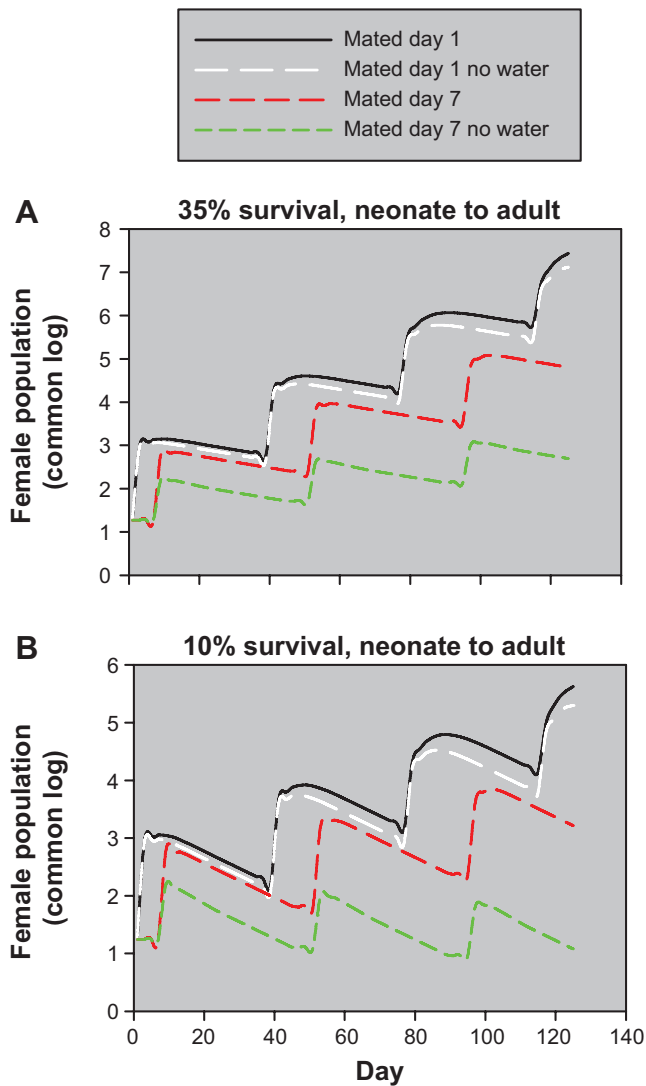 Mated day 1
Mated day 1 no water
Mated day 7
Mated day 7 no water
A
35% survival, neonate to adult
8
7
6
5
4
3
2
1
0
Female population
(common log)
B
10% survival, neonate to adult
6
5
4
3
2
1
0
Female population
(common log)
0 20 40 60 80 100 120 140
Day